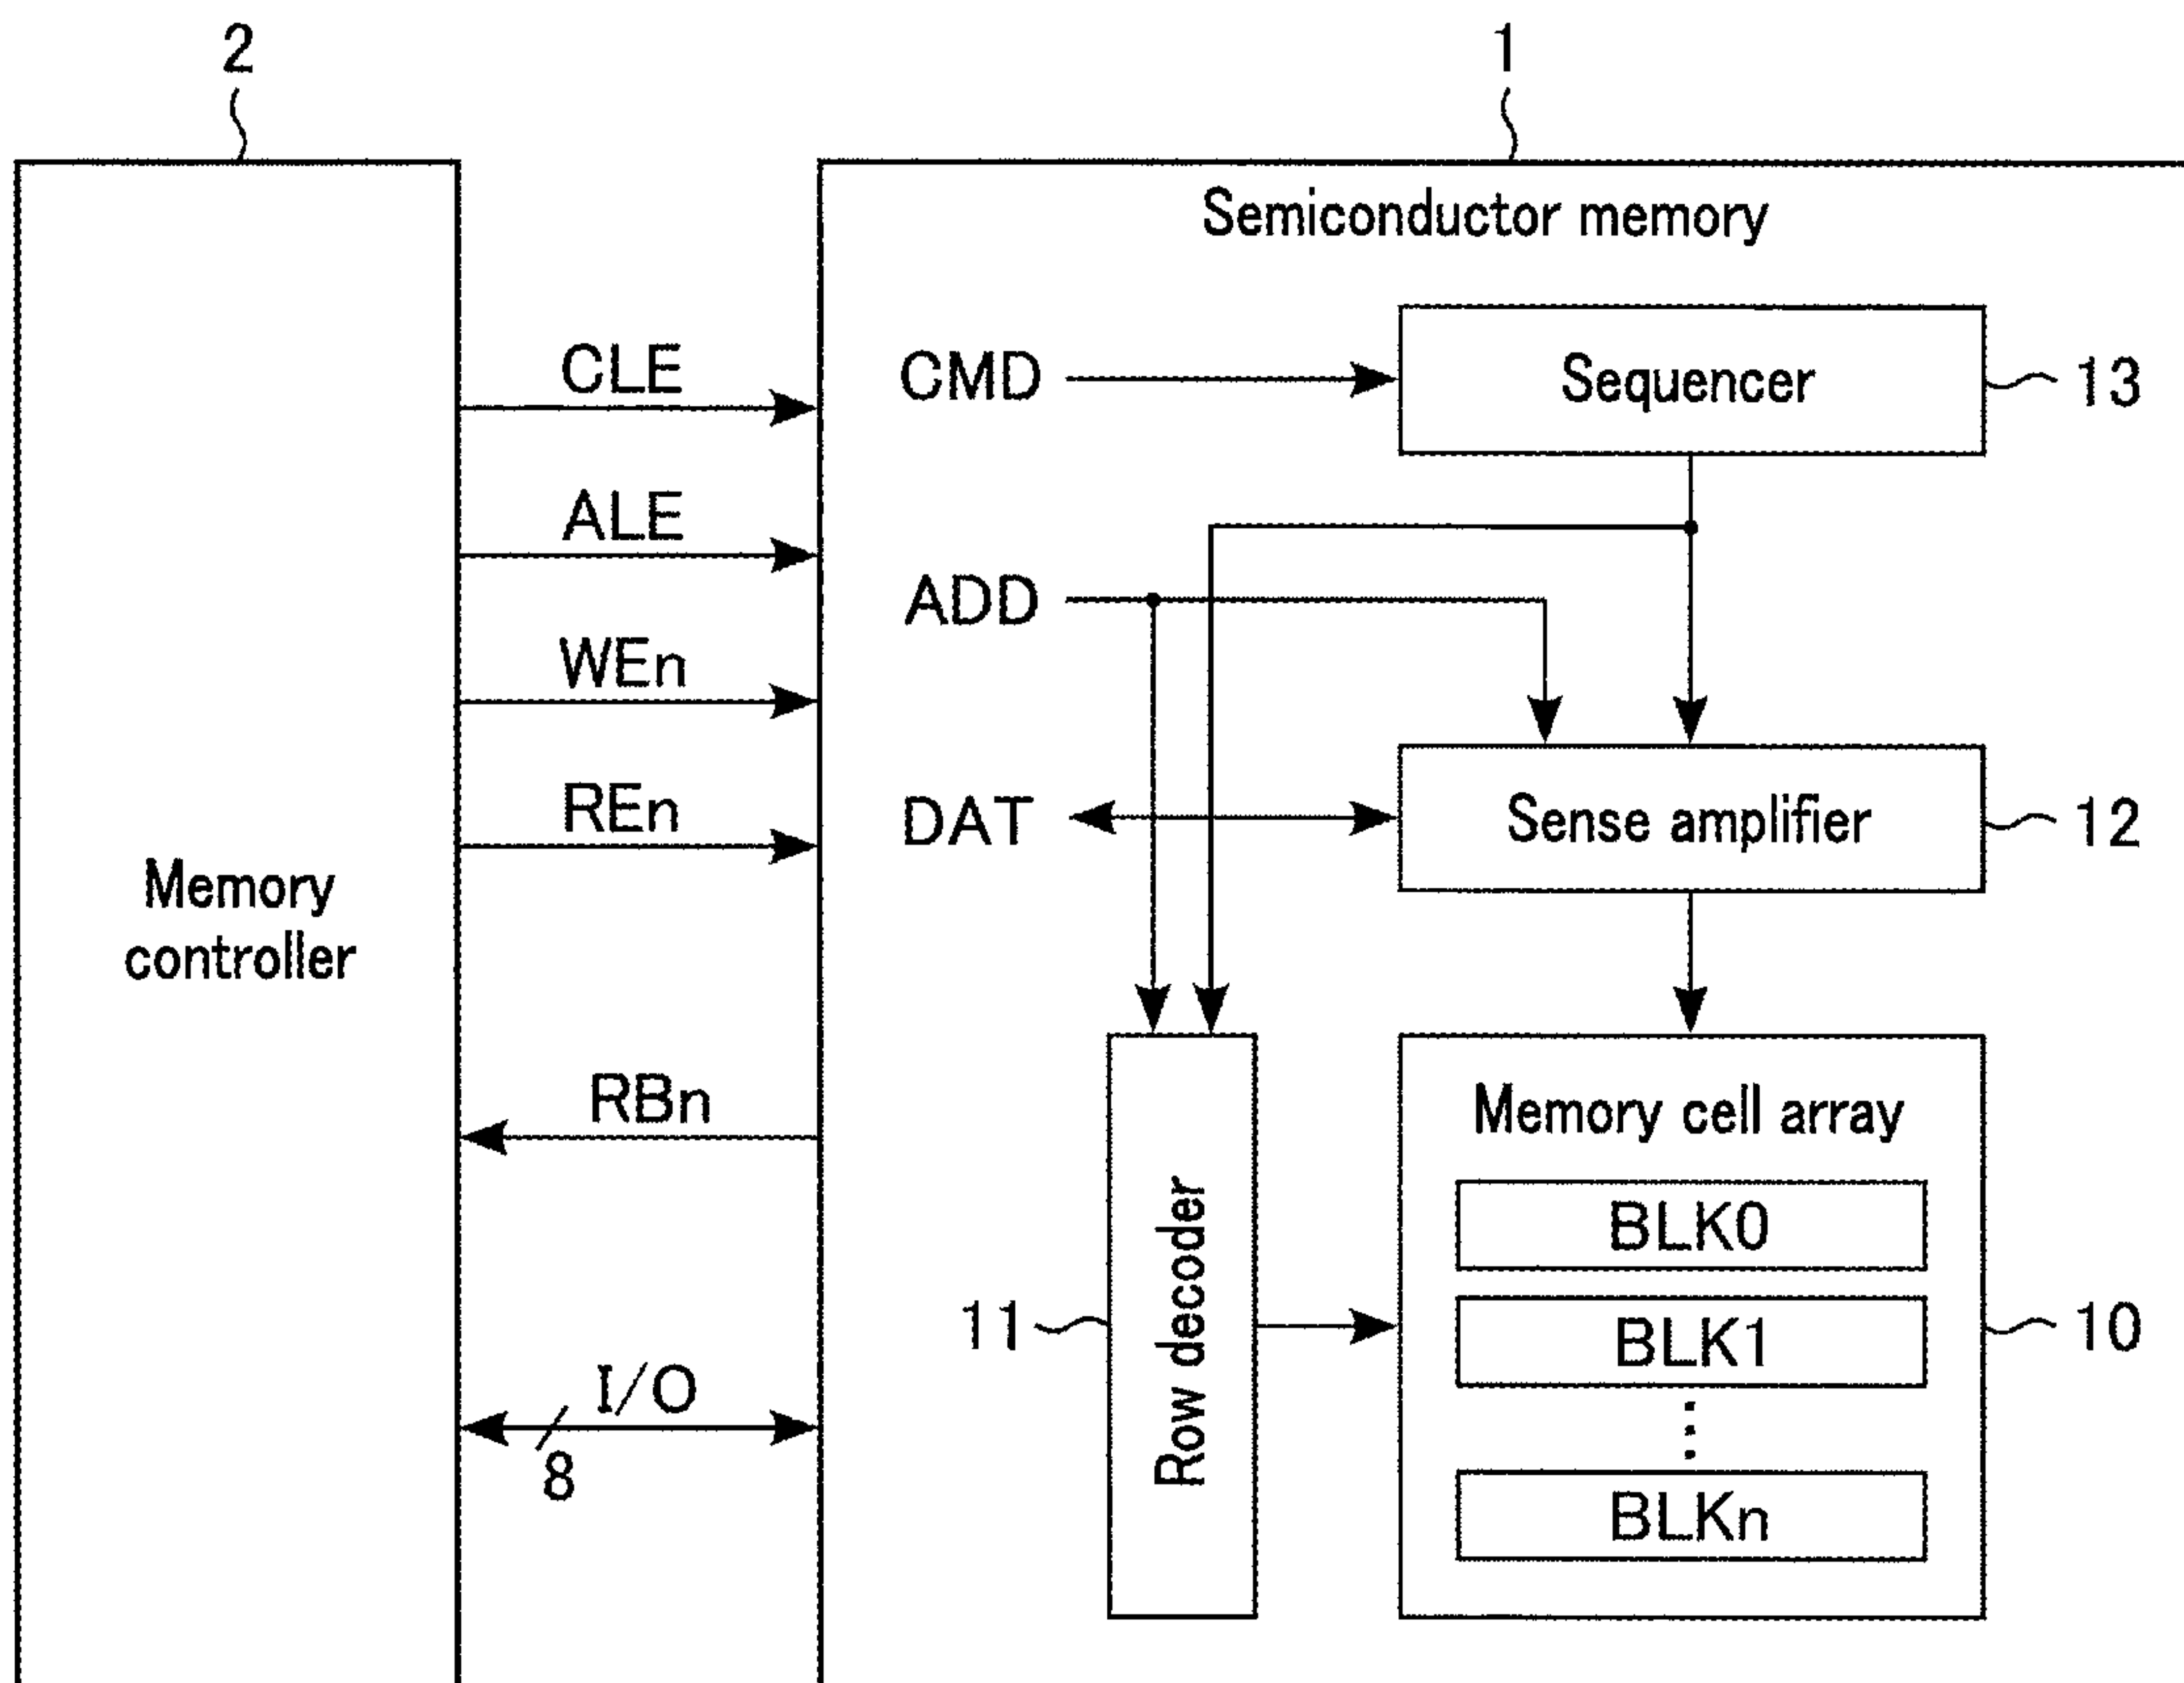 2
1
Semiconductor memory
CLE
CMD
Sequencer
13
ALE
ADD
WEn
REn
DAT
Sense amplifier
12
Memory
controller
RBn
Memory cell array
BLK0
11
Row decoder
BLK1
10
I/O
8
BLKn